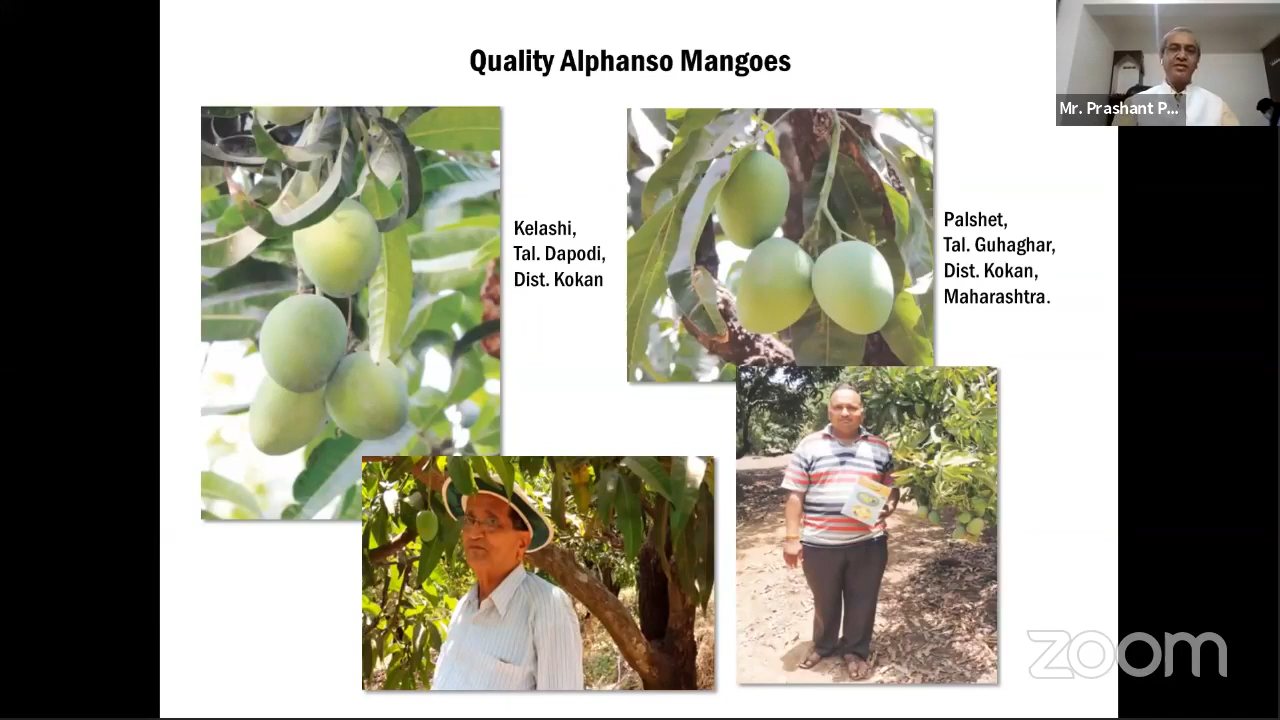 Quality Alphanso Mangoes
Mr. Prashant P...
Kelashi,
Tal. Dapodi,
Dist. Kokan
Palshet,
Tal. Guhaghar,
Dist. Kokan,
Maharashtra.
zoom